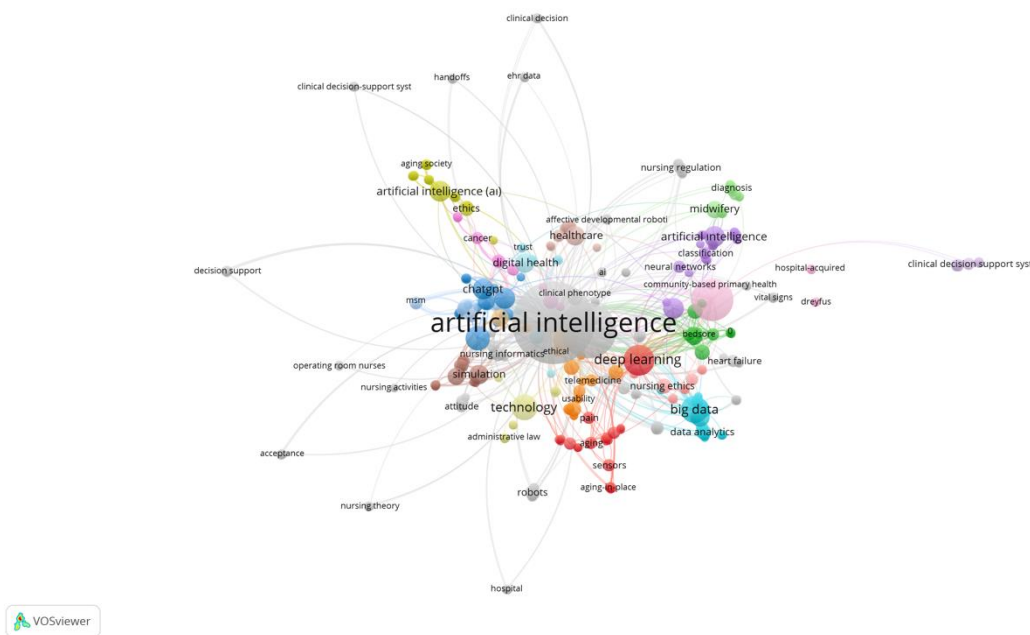 clinical decision
handoffs
ehr data
clinical decision-support syst
aging society
nursing regulation
artificial intelligence (ai)
diagnosis
ethics
midwifery
affective developmental roboti
cancer
healthcare
artificial intelligence
trust
classification
digital health
decision support
neural networks
hospital-acquired
clinical decision support syst
ai
community-based primary health
chatgpt
clinical phenotype
vital signs
msm
dreyfus
artificial intelligence
bedsore
nursing informatics
ethical
deep learning
heart failure
operating room nurses
simulation
telemedicine
nursing activities
nursing ethics
usability
attitude
technology
big data
pain
administrative law
data analytics
aging
acceptance
sensors
aging-in-place
robots
nursing theory
hospital
VOSviewer